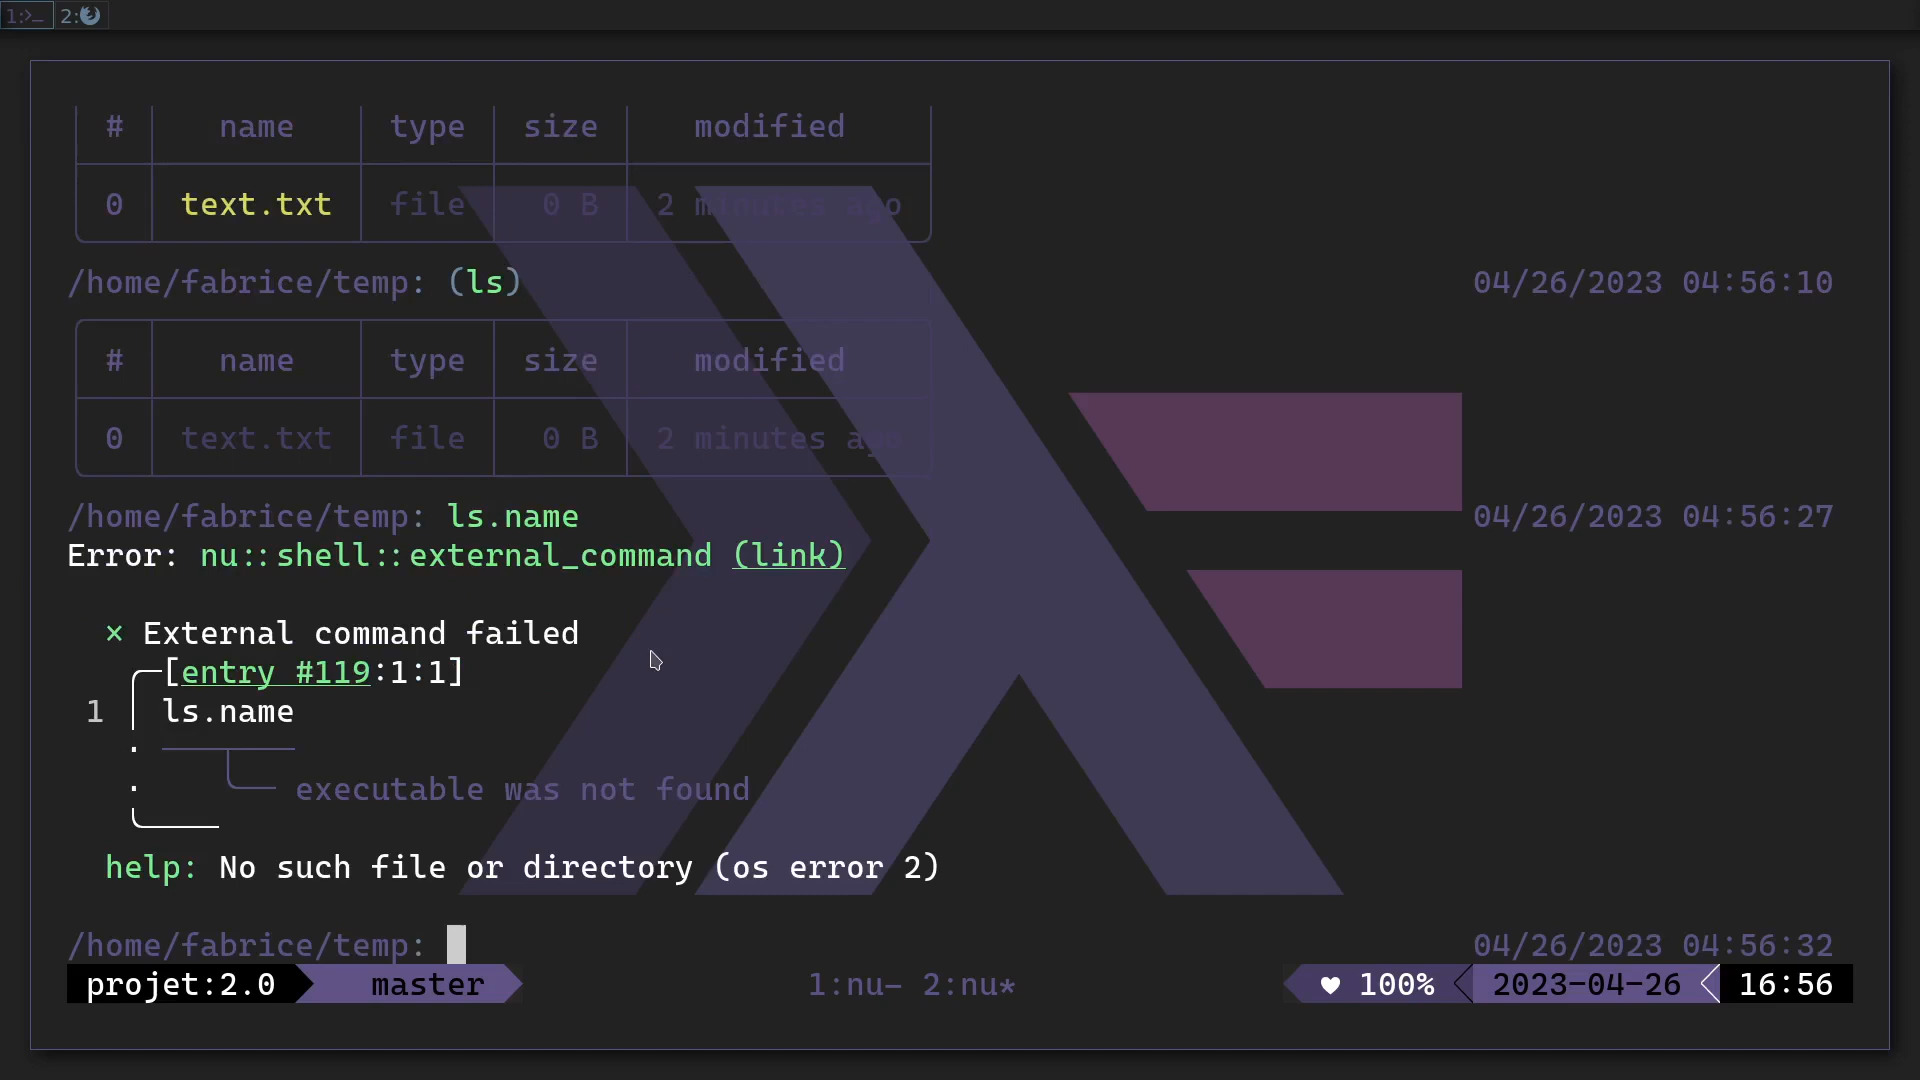 1:>_ 2:
# name type size modified
0 text.txt file 0 B 2 minutes ago
/home/fabrice/temp: (ls) 04/26/2023 04:56:10
# name type size modified
0 text.txt file 0 B 2 minutes ago
/home/fabrice/temp: ls.name 04/26/2023 04:56:27
Error: nu::shell::external_command (link)
× External command failed
[entry #119:1:1]
1 ls.name
executable was not found
help: No such file or directory (os error 2)
/home/fabrice/temp: 04/26/2023 04:56:32
projet:2.0 master 1:nu- 2:nu* ♥ 100% 2023-04-26 16:56